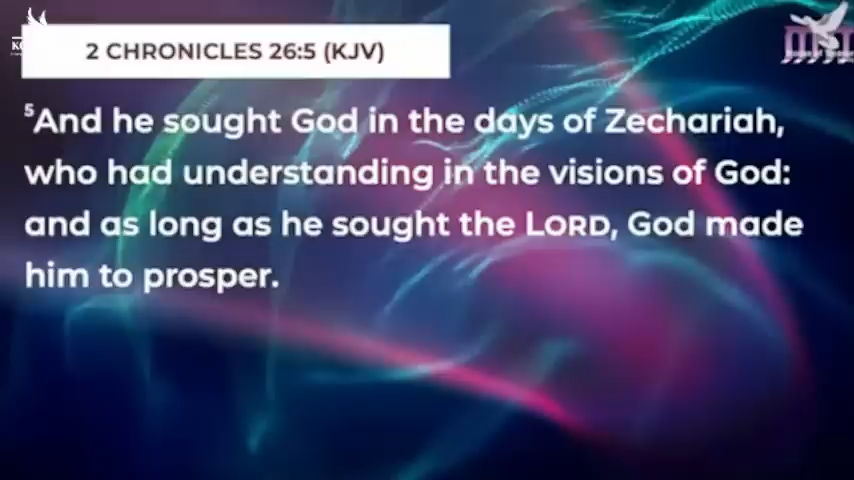 2 CHRONICLES 26:5 (KJV)
5And he sought God in the days of Zechariah,
who had understanding in the visions of God:
and as long as he sought the LORD, God made
him to prosper.